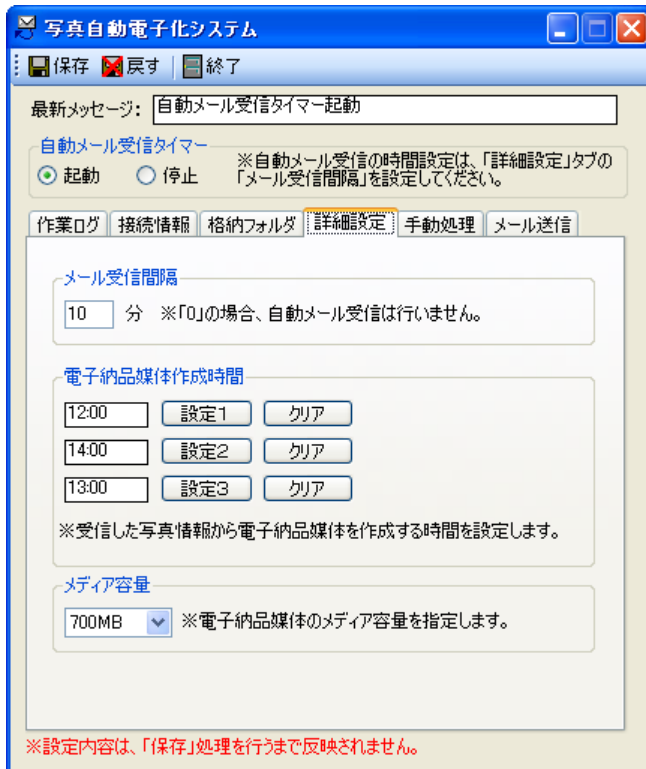 写真自動電子化システム
保存 戻す 終了
最新メッセージ: 自動メール受信タイマー起動
自動メール受信タイマー
起動 停止
※自動メール受信の時間設定は、「詳細設定」タブの
「メール受信間隔」を設定してください。
作業ログ 接続情報 格納フォルダ 詳細設定 手動処理 メール送信
メール受信間隔
10 分 ※「0」の場合、自動メール受信は行いません。
電子納品媒体作成時間
12:00 設定1 クリア
14:00 設定2 クリア
13:00 設定3 クリア
※受信した写真情報から電子納品媒体を作成する時間を設定します。
メディア容量
700MB ※電子納品媒体のメディア容量を指定します。
※設定内容は、「保存」処理を行うまで反映されません。